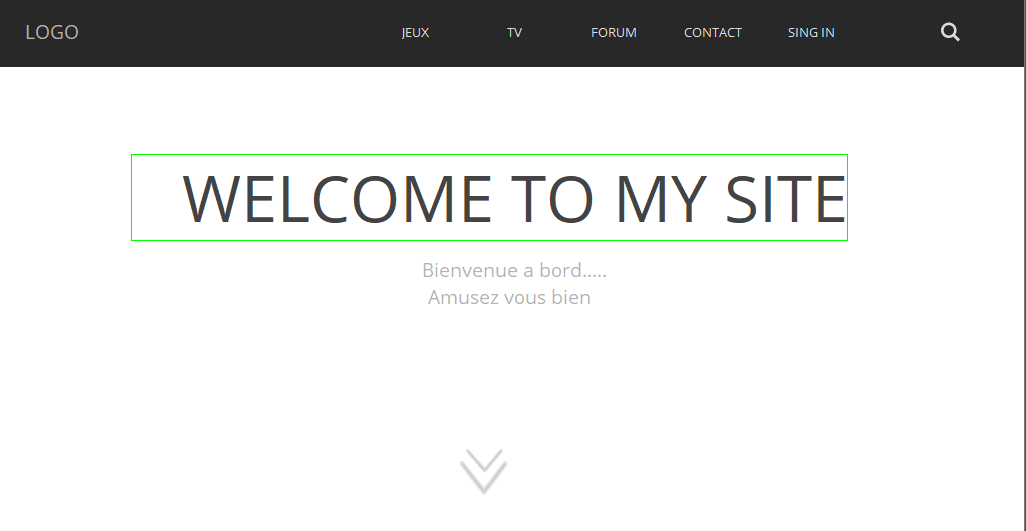 LOGO
JEUX TV FORUM CONTACT SING IN
WELCOME TO MY SITE
Bienvenue a bord.....
Amusez vous bien